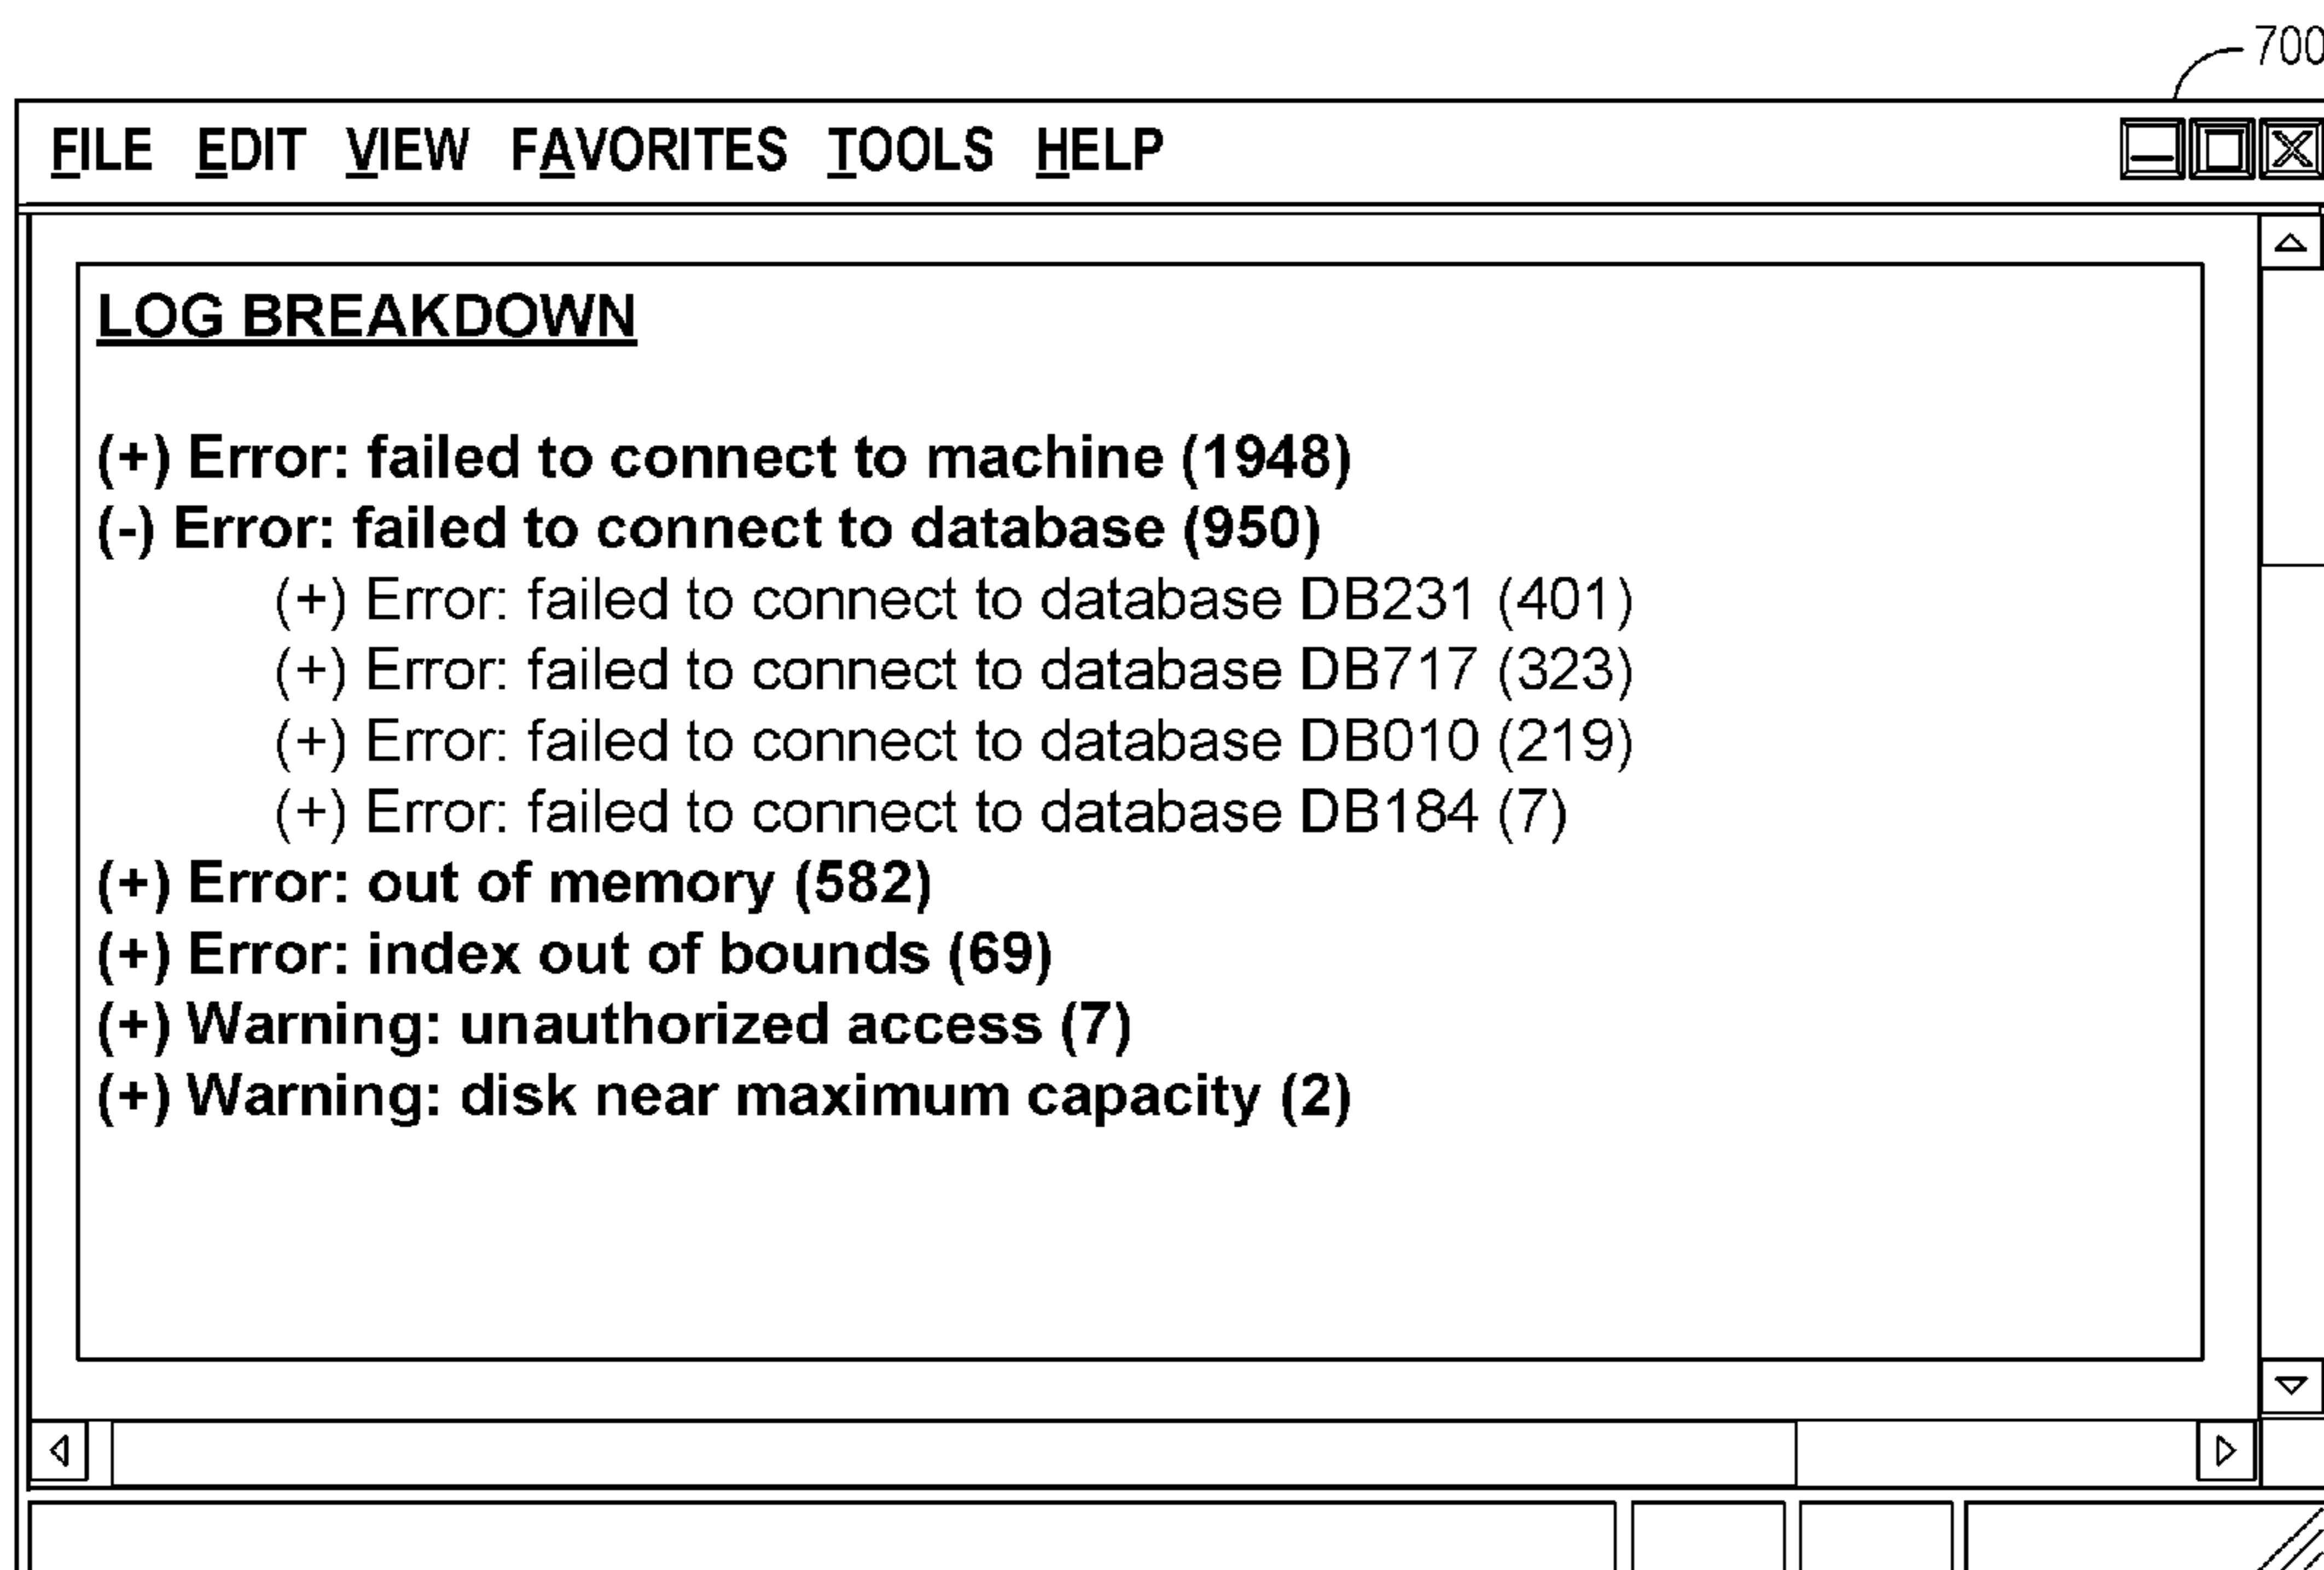 700
FILE EDIT VIEW FAVORITES TOOLS HELP
LOG BREAKDOWN
(+) Error: failed to connect to machine (1948)
(-) Error: failed to connect to database (950)
(+) Error: failed to connect to database DB231 (401)
(+) Error: failed to connect to database DB717 (323)
(+) Error: failed to connect to database DB010 (219)
(+) Error: failed to connect to database DB184 (7)
(+) Error: out of memory (582)
(+) Error: index out of bounds (69)
(+) Warning: unauthorized access (7)
(+) Warning: disk near maximum capacity (2)